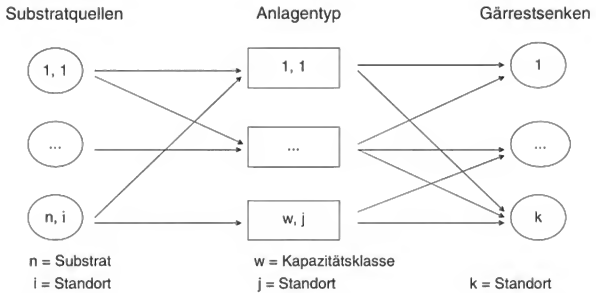 Substratquellen Anlagentyp Gärrestsenken
1, 1 1, 1 1
... ... ...
n, i w, j k
n = Substrat w = Kapazitätsklasse
i = Standort j = Standort k = Standort